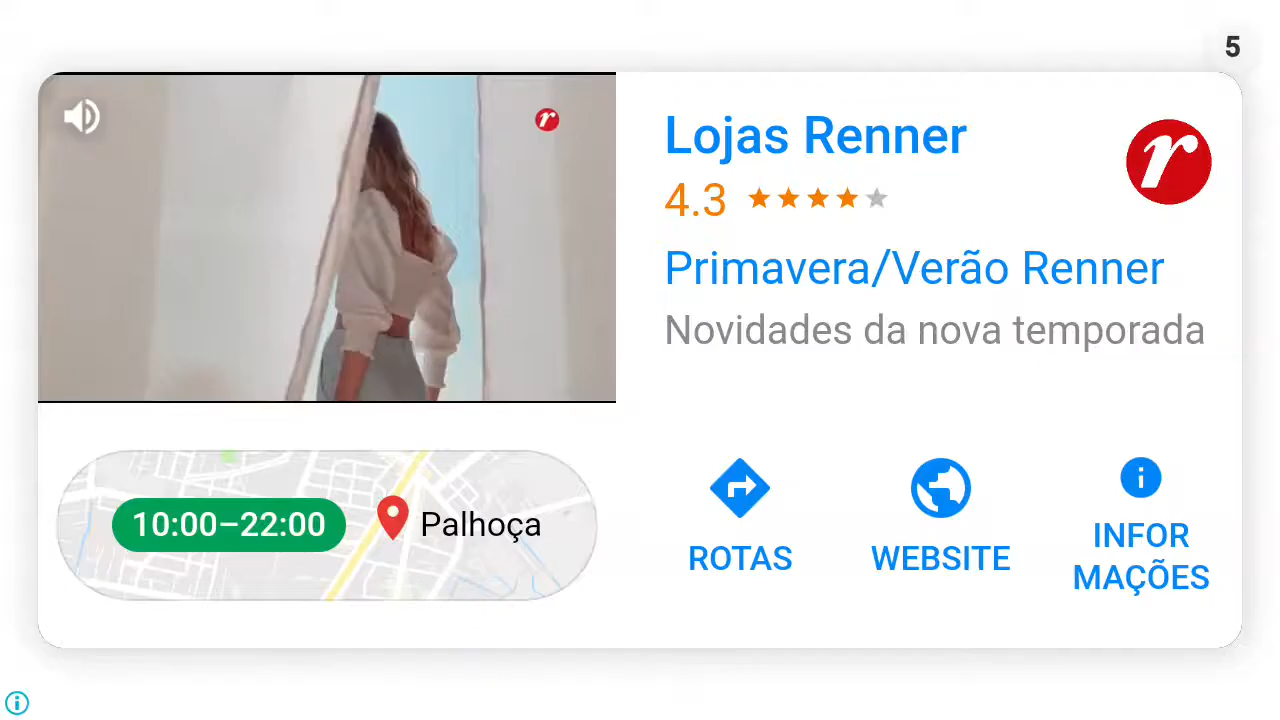 5
Lojas Renner
4.3
Primavera/Verão Renner
Novidades da nova temporada
10:00–22:00
Palhoça
ROTAS
WEBSITE
INFOR
MAÇÕES